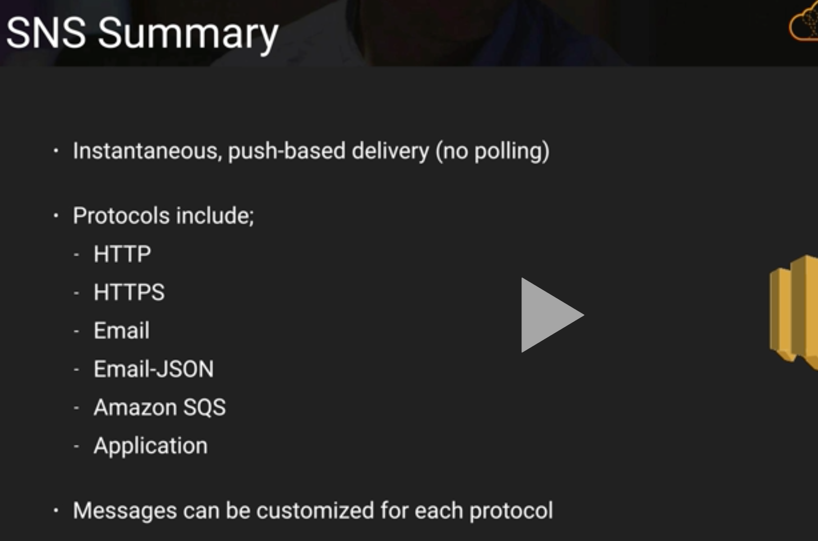 SNS Summary
· Instantaneous, push-based delivery (no polling)
· Protocols include;
- HTTP
- HTTPS
- Email
- Email-JSON
- Amazon SQS
- Application
· Messages can be customized for each protocol